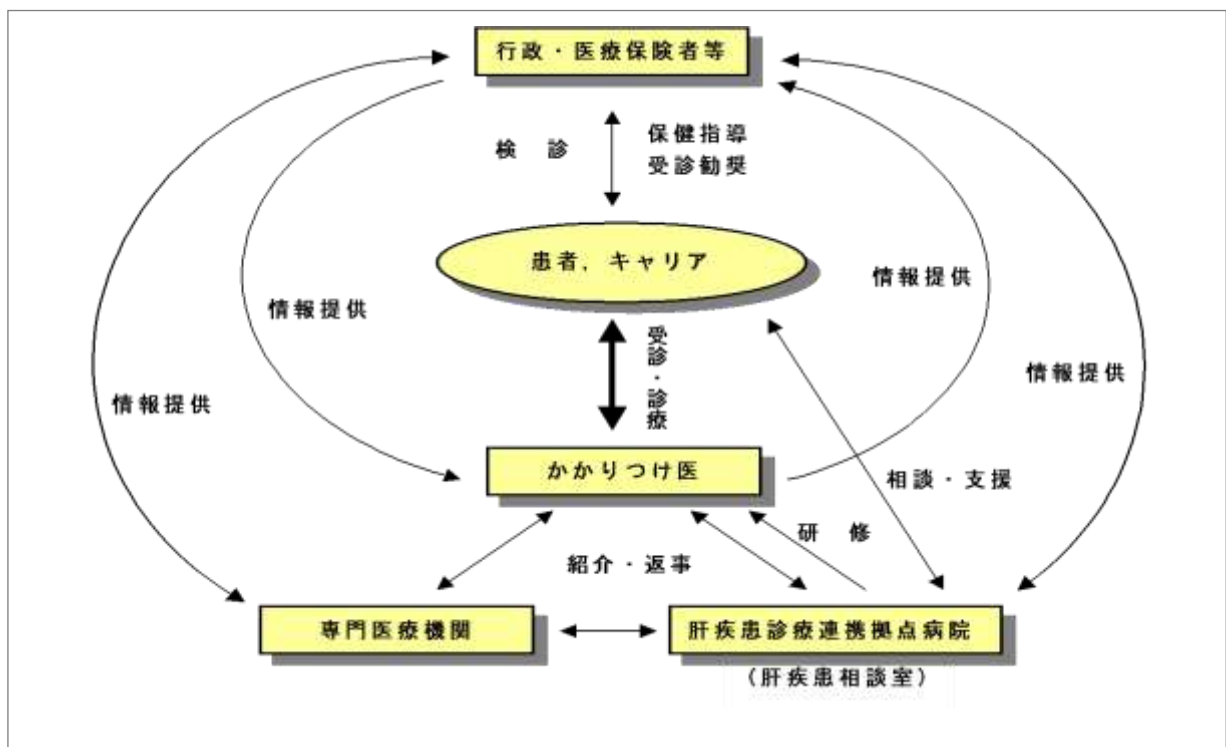 行政・医療保険者等
検 診
保健指導
受診勧奨
患者，キャリア
情報提供
情報提供
情報提供
情報提供
受診・診療
かかりつけ医
相談・支援
研 修
紹介・返事
専門医療機関
肝疾患診療連携拠点病院
（肝疾患相談室）